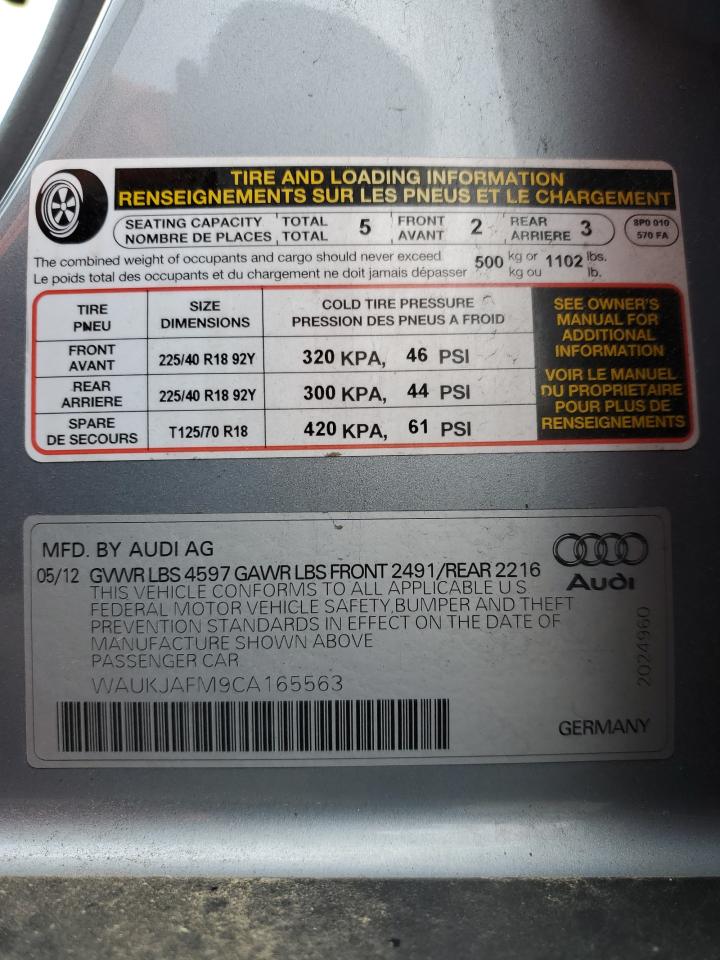 TIRE AND LOADING INFORMATION
RENSEIGNEMENTS SUR LES PNEUS ET LE CHARGEMENT
SEATING CAPACITY TOTAL 5 FRONT 2 REAR 3
NOMBRE DE PLACES TOTAL AVANT ARRIERE
8P0 010
570 FA
The combined weight of occupants and cargo should never exceed 500 kg or 1102 lbs.
Le poids total des occupants et du chargement ne doit jamais dépasser kg ou lb.
TIRE
PNEU
SIZE
DIMENSIONS
COLD TIRE PRESSURE
PRESSION DES PNEUS A FROID
FRONT
AVANT
225/40 R18 92Y
320 KPA, 46 PSI
REAR
ARRIERE
225/40 R18 92Y
300 KPA, 44 PSI
SPARE
DE SECOURS
T125/70 R18
420 KPA, 61 PSI
SEE OWNER'S
MANUAL FOR
ADDITIONAL
INFORMATION
VOIR LE MANUEL
DU PROPRIETAIRE
POUR PLUS DE
RENSEIGNEMENTS
MFD. BY AUDI AG
05/12 GVWR LBS 4597 GAWR LBS FRONT 2491/REAR 2216
THIS VEHICLE CONFORMS TO ALL APPLICABLE U S
FEDERAL MOTOR VEHICLE SAFETY,BUMPER AND THEFT
PREVENTION STANDARDS IN EFFECT ON THE DATE OF
MANUFACTURE SHOWN ABOVE
PASSENGER CAR
WAUKJAFM9CA165563
Audi
2024960
GERMANY